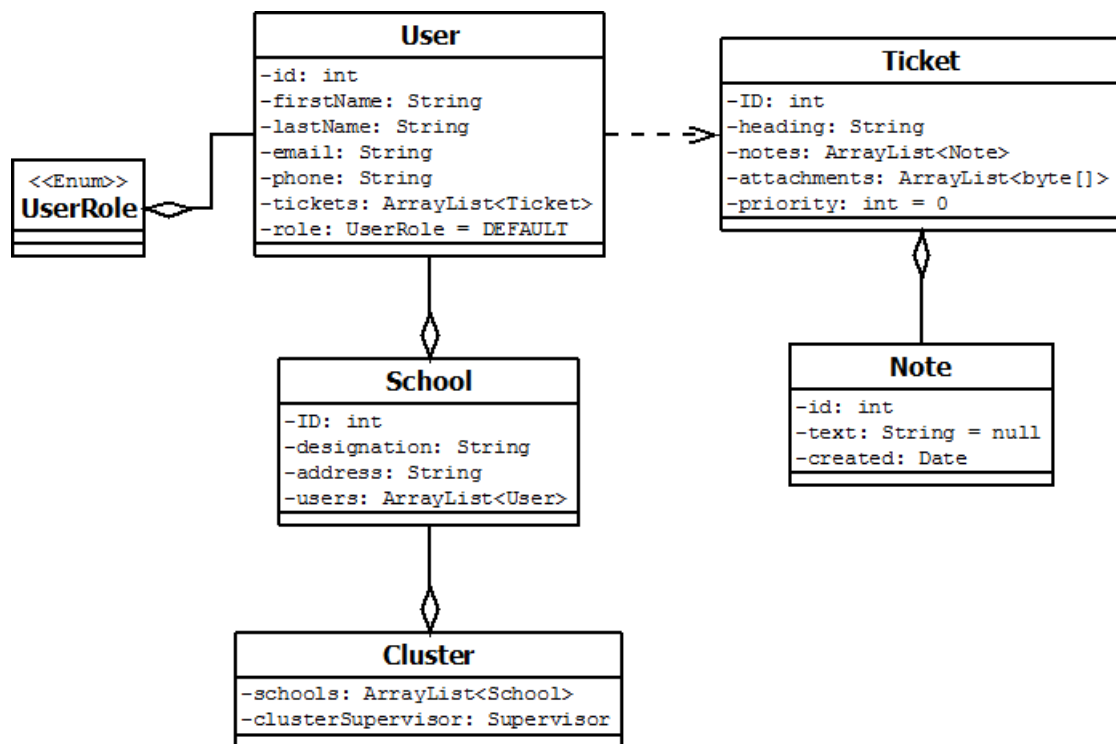 User
-id: int
-firstName: String
-lastName: String
-email: String
-phone: String
-tickets: ArrayList<Ticket>
-role: UserRole = DEFAULT
Ticket
-ID: int
-heading: String
-notes: ArrayList<Note>
-attachments: ArrayList<byte[]>
-priority: int = 0
<<Enum>>
UserRole
School
-ID: int
-designation: String
-address: String
-users: ArrayList<User>
Note
-id: int
-text: String = null
-created: Date
Cluster
-schools: ArrayList<School>
-clusterSupervisor: Supervisor